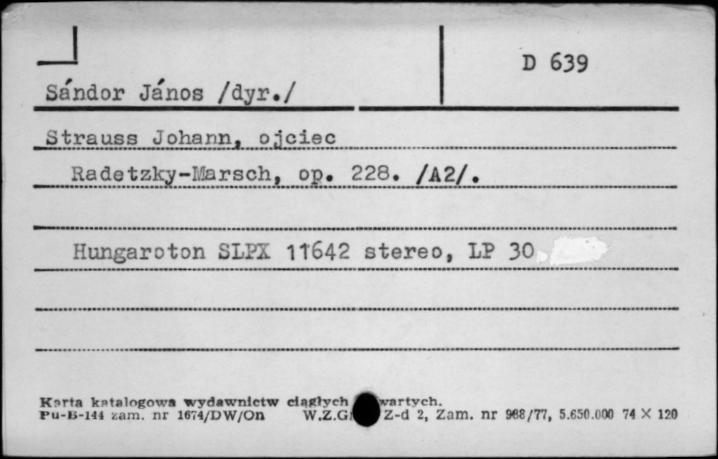 D 639
Sándor János /dyr./
Strauss Johann, ojciec
Radetzky-Marsch, op. 228. /A2/.
Hungaroton SLPX 11642 stereo, LP 30
Karta katalogowa wydawnictw ciągłych wartych.
Pu-B-144 zam. nr 1674/DW/On W.Z.G Z-d 2, Zam. nr 988/77, 5.650.000 74 × 120